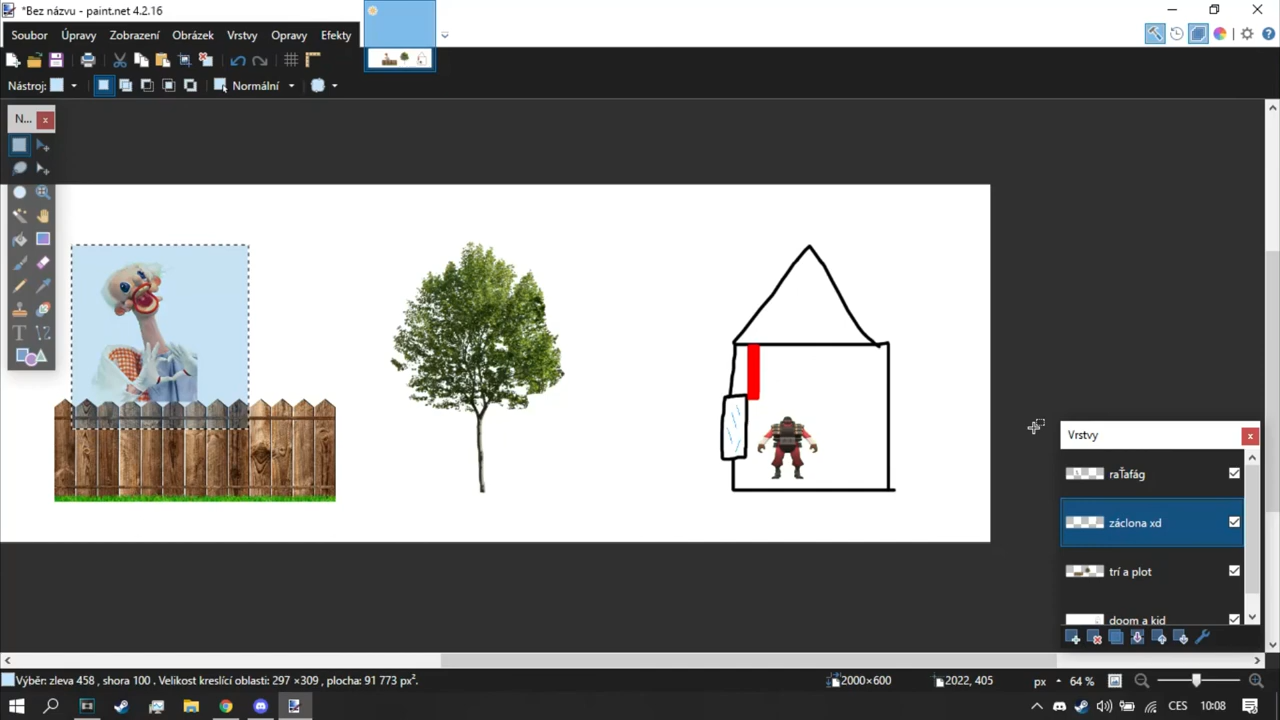 *Bez názvu - paint.net 4.2.16
Soubor Úpravy Zobrazení Obrázek Vrstvy Opravy Efekty
Nástroj: Normální
N...
Vrstvy
raŤafág
záclona xd
trí a plot
doom a kid
Výběr: zleva 458 , shora 100 . Velikost kreslící oblasti: 297 ×309 , plocha: 91 773 px².
2000×600
2022, 405
px
64 %
CES
10:08